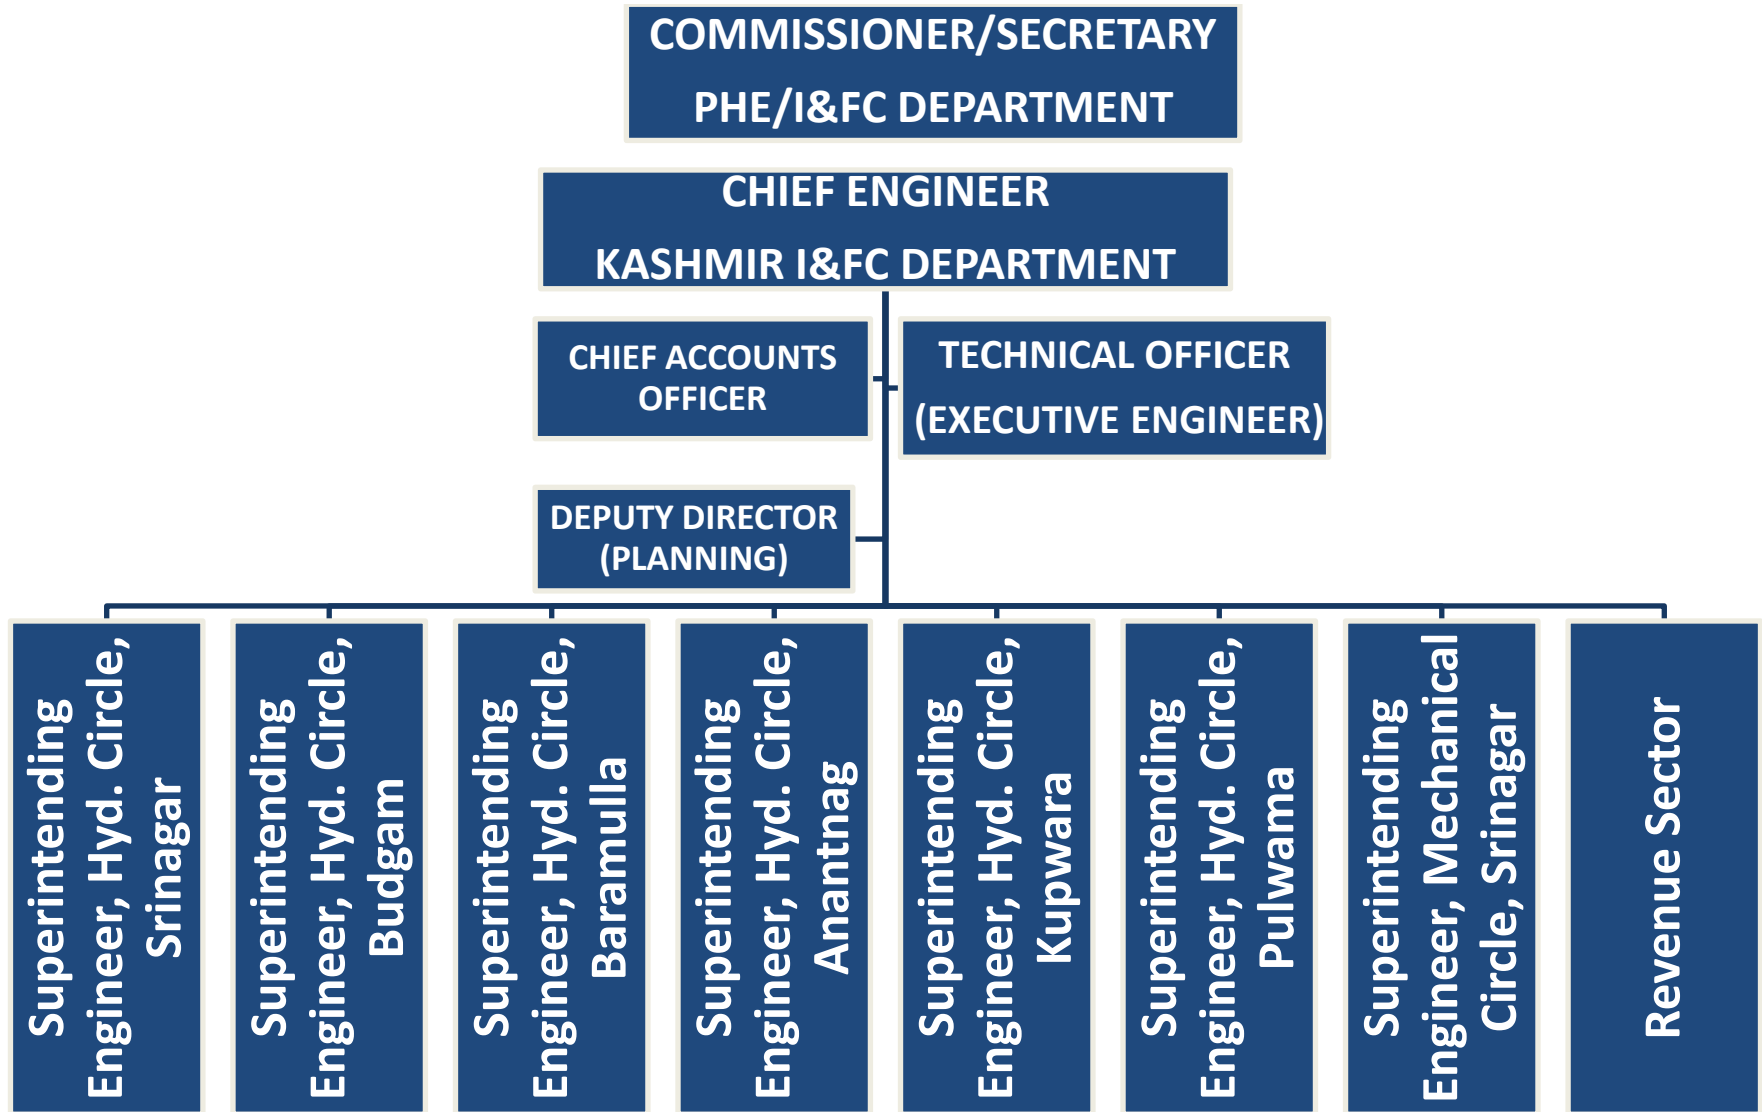 COMMISSIONER/SECRETARY
PHE/I&FC DEPARTMENT
CHIEF ENGINEER
KASHMIR I&FC DEPARTMENT
CHIEF ACCOUNTS
OFFICER
TECHNICAL OFFICER
(EXECUTIVE ENGINEER)
DEPUTY DIRECTOR
(PLANNING)
Superintending
Engineer, Hyd. Circle,
Srinagar
Superintending
Engineer, Hyd. Circle,
Budgam
Superintending
Engineer, Hyd. Circle,
Baramulla
Superintending
Engineer, Hyd. Circle,
Anantnag
Superintending
Engineer, Hyd. Circle,
Kupwara
Superintending
Engineer, Hyd. Circle,
Pulwama
Superintending
Engineer, Mechanical
Circle, Srinagar
Revenue Sector